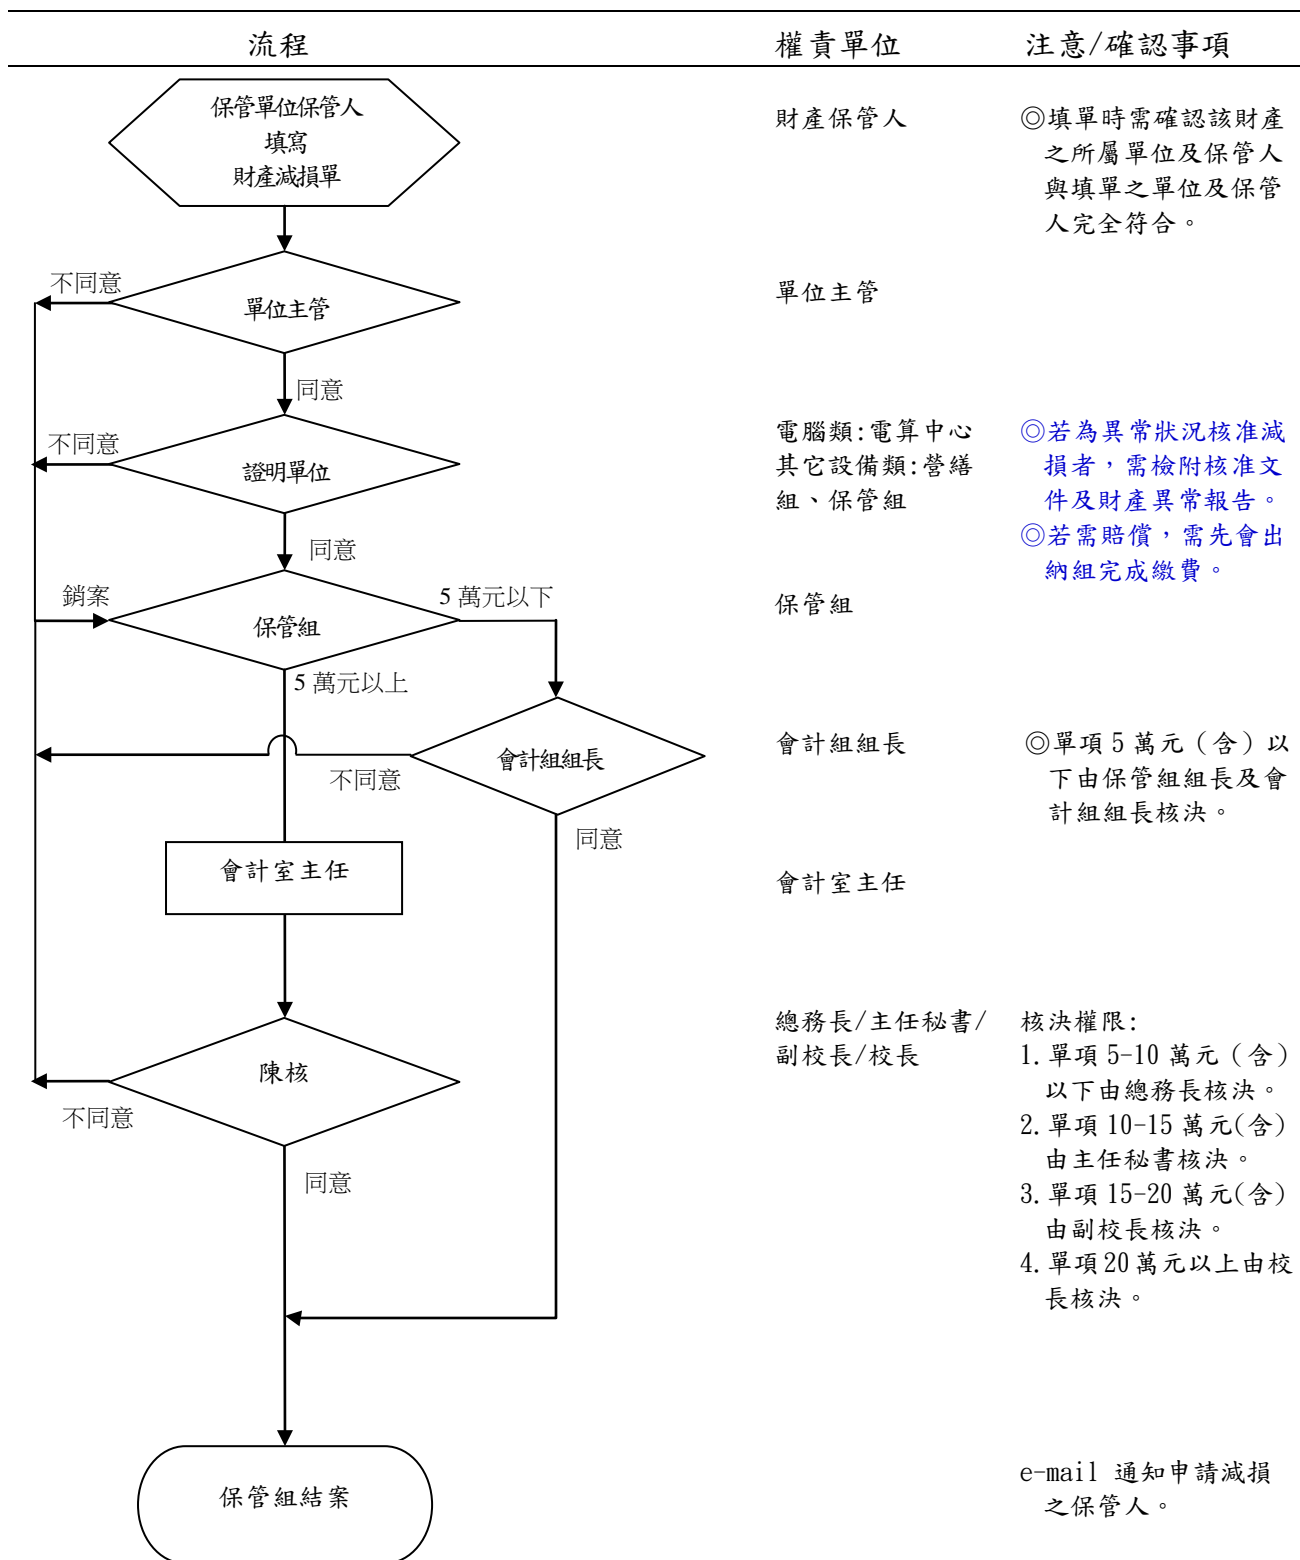 流程 權責單位 注意/確認事項
保管單位保管人
填寫
財產減損單
財產保管人
◎填單時需確認該財產
之所屬單位及保管人
與填單之單位及保管
人完全符合。
不同意
單位主管
單位主管
同意
不同意
證明單位
電腦類:電算中心
其它設備類:營繕
組、保管組
◎若為異常狀況核准減
損者，需檢附核准文
件及財產異常報告。
◎若需賠償，需先會出
納組完成繳費。
同意
銷案
保管組
5 萬元以下
保管組
5 萬元以上
不同意
會計組組長
會計組組長
◎單項 5 萬元（含）以
下由保管組組長及會
計組組長核決。
同意
會計室主任
會計室主任
陳核
不同意
總務長/主任秘書/
副校長/校長
核決權限:
1.單項 5-10 萬元（含）
以下由總務長核決。
2.單項 10-15 萬元(含)
由主任秘書核決。
3.單項 15-20 萬元(含)
由副校長核決。
4.單項 20 萬元以上由校
長核決。
同意
保管組結案
e-mail 通知申請減損
之保管人。